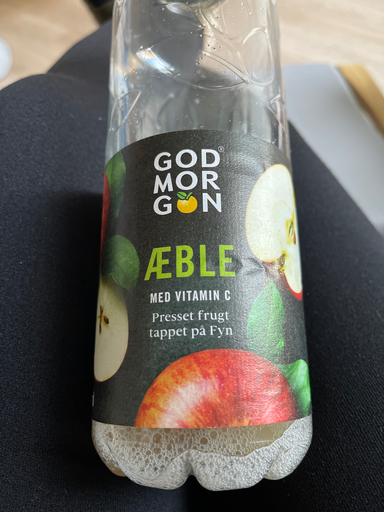 GOD®
MOR
GON
ÆBLE
MED VITAMIN C
Presset frugt
tappet på Fyn